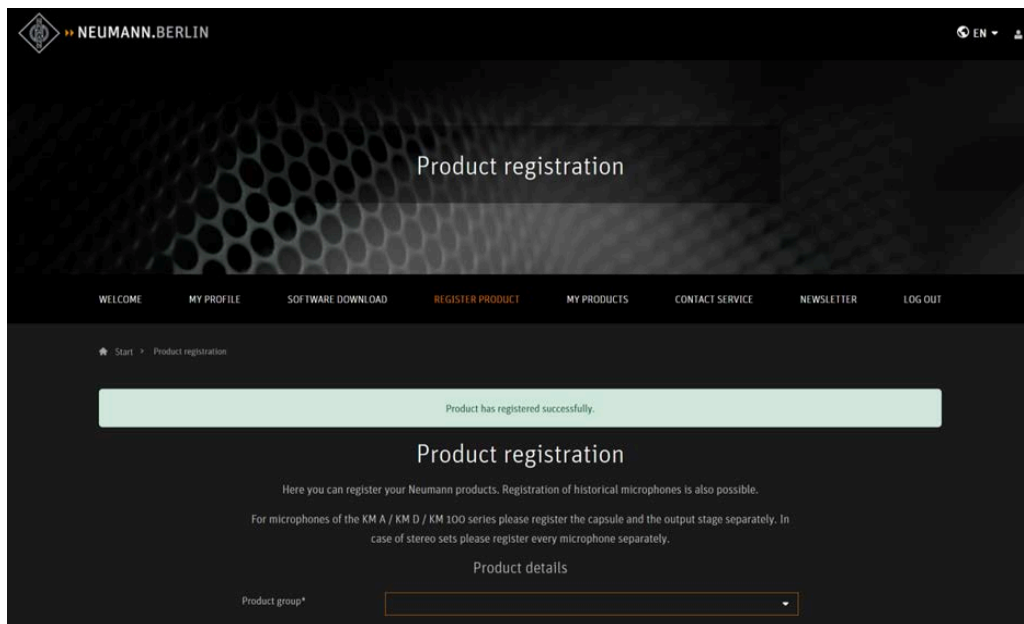 NEUMANN.BERLIN
EN
Product registration
WELCOME MY PROFILE SOFTWARE DOWNLOAD REGISTER PRODUCT MY PRODUCTS CONTACT SERVICE NEWSLETTER LOG OUT
Start > Product registration
Product has registered successfully.
Product registration
Here you can register your Neumann products. Registration of historical microphones is also possible.
For microphones of the KM A / KM D / KM 100 series please register the capsule and the output stage separately. In
case of stereo sets please register every microphone separately.
Product details
Product group*